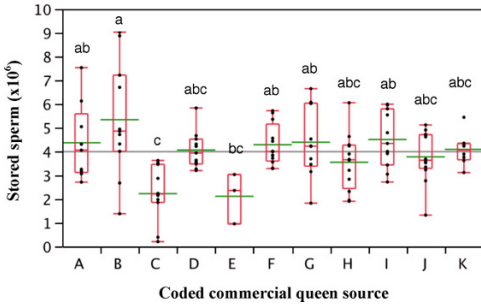 10
9
8
7
6
5
4
3
2
1
0
Stored sperm (x10⁶)
ab
a
c
abc
bc
ab
ab
abc
ab
abc
abc
A B C D E F G H I J K
Coded commercial queen source